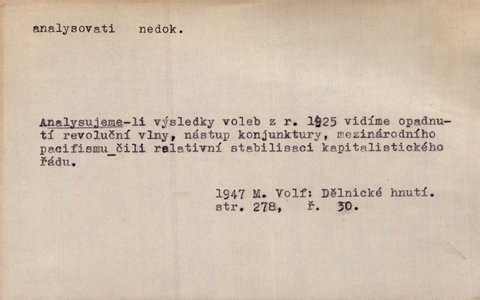 analysovati nedok.
Analysujeme-li výsledky voleb z r. 1925 vidíme opadnu-
tí revoluční vlny, nástup konjunktury, mezinárodního
pacifismu čili relativní stabilisaci kapitalistického
řádu.
1947 M. Volf: Dělnické hnutí.
str. 278, ř. 30.